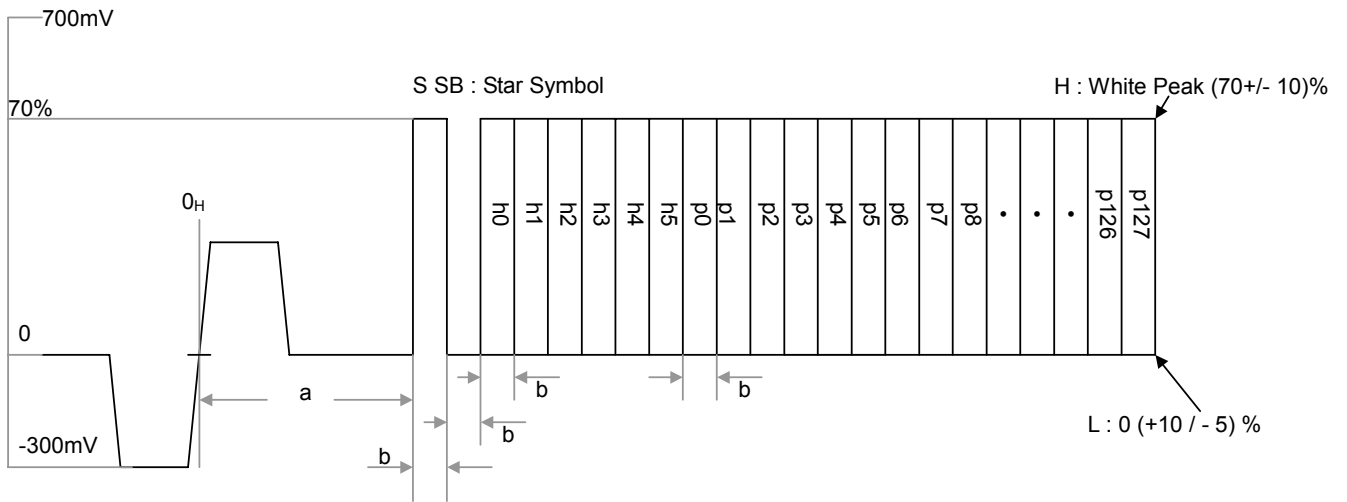 700mV
S SB : Star Symbol
H : White Peak (70+/- 10)%
70%
0H
h0
h1
h2
h3
h4
h5
p0
p1
p2
p3
p4
p5
p6
p7
p8
•
•
•
p126
p127
0
a
b
b
b
b
-300mV
L : 0 (+10 / - 5) %